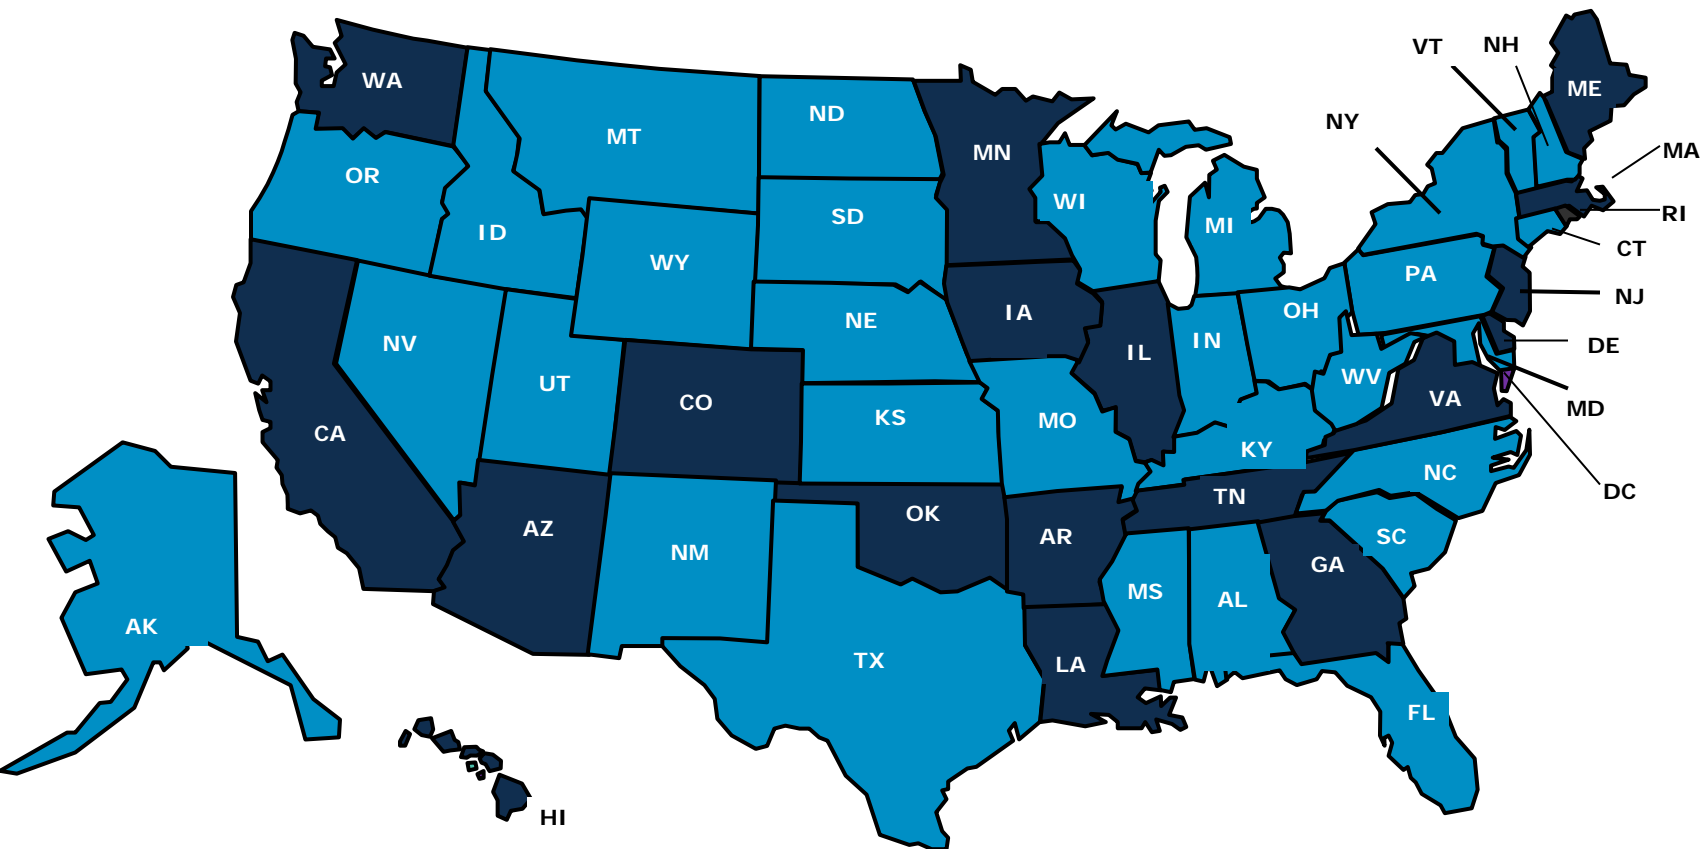 VT
NH
WA
ME
ND
NY
MT
MN
MA
OR
WI
RI
SD
MI
ID
CT
WY
PA
NJ
OH
IA
NE
IN
NV
DE
IL
WV
UT
VA
CO
MD
KS
MO
CA
KY
NC
DC
TN
OK
AZ
AR
SC
NM
GA
MS
AL
AK
TX
LA
FL
HI